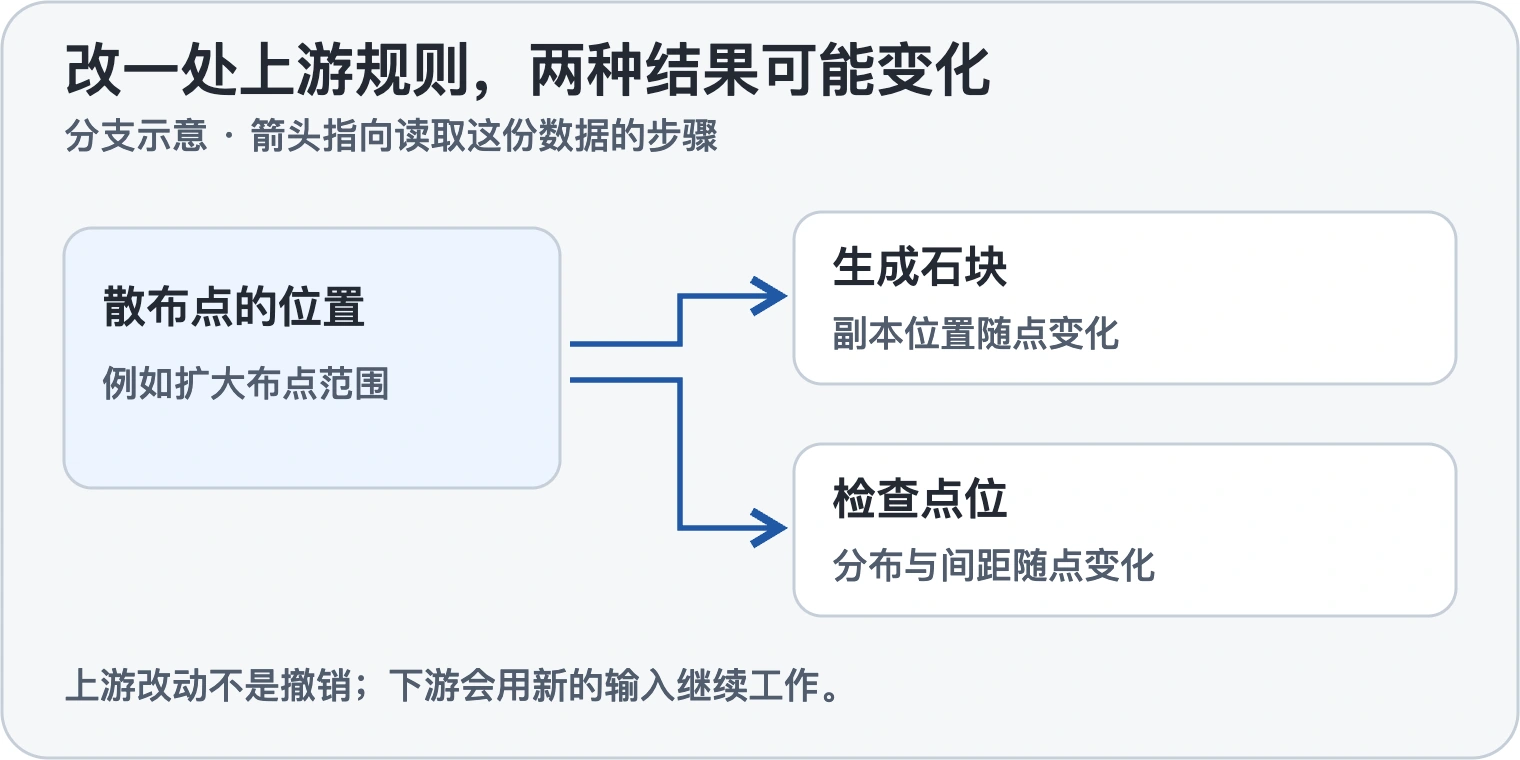 改一处上游规则，两种结果可能变化
分支示意 · 箭头指向读取这份数据的步骤
散布点的位置
例如扩大布点范围
生成石块
副本位置随点变化
检查点位
分布与间距随点变化
上游改动不是撤销；下游会用新的输入继续工作。